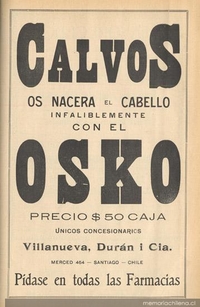 CALVOS
OS NACERA EL CABELLO
INFALIBLEMENTE
CON EL
OSKO
PRECIO $ 50 CAJA
ÚNICOS CONCESIONARIOS
Villanueva, Durán i Cia.
MERCED 464 — SANTIAGO — CHILE
Pídase en todas las Farmacias
memoriachilena.cl